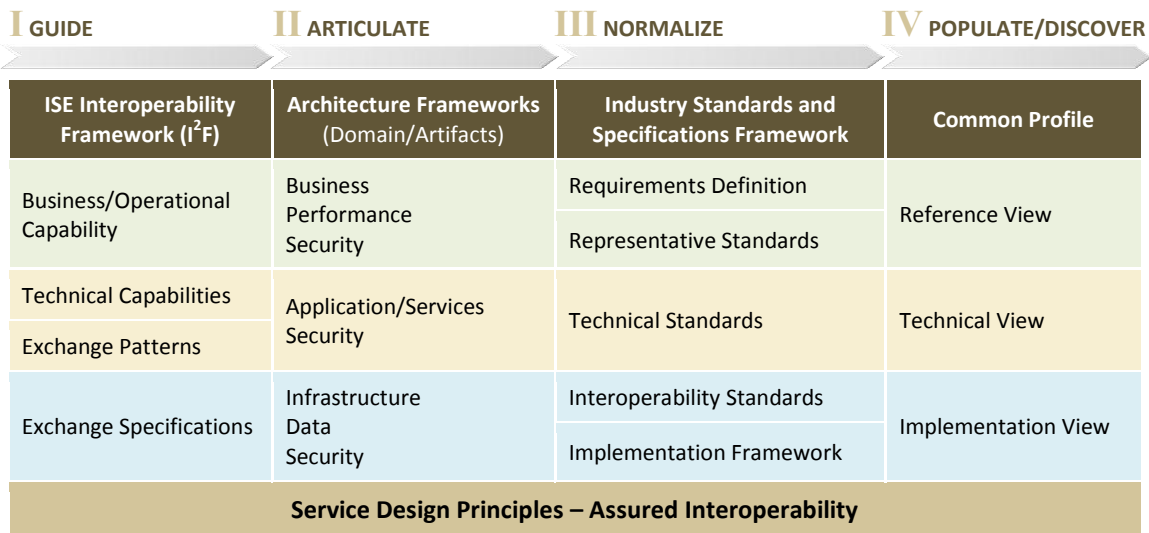 I GUIDE
II ARTICULATE
III NORMALIZE
IV POPULATE/DISCOVER
ISE Interoperability
Framework (I²F)
Architecture Frameworks
(Domain/Artifacts)
Industry Standards and
Specifications Framework
Common Profile
Business/Operational
Capability
Business
Performance
Security
Requirements Definition
Representative Standards
Reference View
Technical Capabilities
Exchange Patterns
Application/Services
Security
Technical Standards
Technical View
Exchange Specifications
Infrastructure
Data
Security
Interoperability Standards
Implementation Framework
Implementation View
Service Design Principles – Assured Interoperability